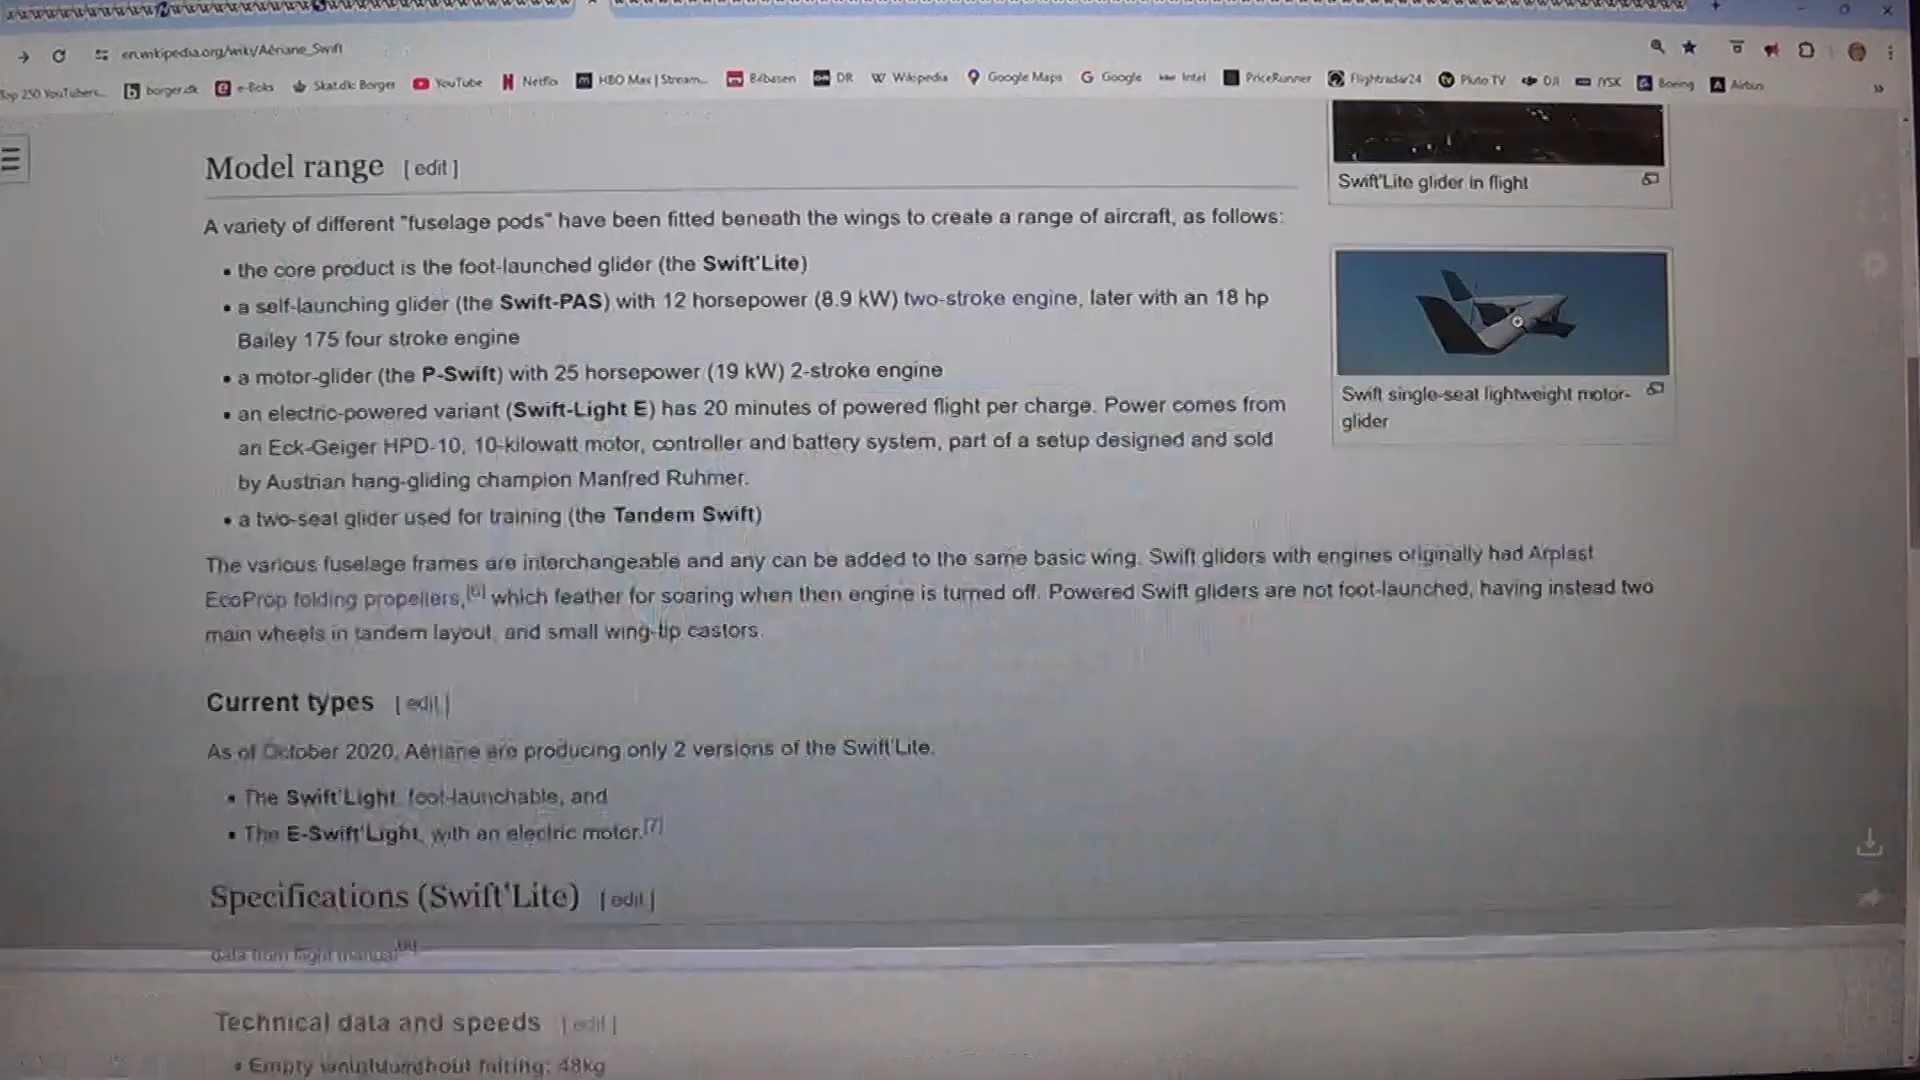 en.wikipedia.org/wiki/Aériane_Swift
Top 250 YouTubers... borger.dk e-Boks Skat.dk: Borger YouTube Netflix HBO Max | Stream... Bilbasen DR Wikipedia Google Maps Google Intel PriceRunner Flightradar24 Pluto TV DJI JYSK Boeing Airbus »
Swift'Lite glider in flight
Model range [ edit ]
A variety of different "fuselage pods" have been fitted beneath the wings to create a range of aircraft, as follows:
• the core product is the foot-launched glider (the Swift'Lite)
• a self-launching glider (the Swift-PAS) with 12 horsepower (8.9 kW) two-stroke engine, later with an 18 hp
Bailey 175 four stroke engine
• a motor-glider (the P-Swift) with 25 horsepower (19 kW) 2-stroke engine
• an electric-powered variant (Swift-Light E) has 20 minutes of powered flight per charge. Power comes from
an Eck-Geiger HPD-10, 10-kilowatt motor, controller and battery system, part of a setup designed and sold
by Austrian hang-gliding champion Manfred Ruhmer.
• a two-seat glider used for training (the Tandem Swift)
Swift single-seat lightweight motor-
glider
The various fuselage frames are interchangeable and any can be added to the same basic wing. Swift gliders with engines originally had Arplast
EcoProp folding propellers,[6] which feather for soaring when then engine is turned off. Powered Swift gliders are not foot-launched, having instead two
main wheels in tandem layout, and small wing-tip castors.
Current types [ edit ]
As of October 2020, Aériane are producing only 2 versions of the Swift'Lite:
• The Swift'Light, foot-launchable, and
• The E-Swift'Light, with an electric motor.[7]
Specifications (Swift'Lite) [ edit ]
data from flight manual
Technical data and speeds [ edit ]
• Empty 48kg